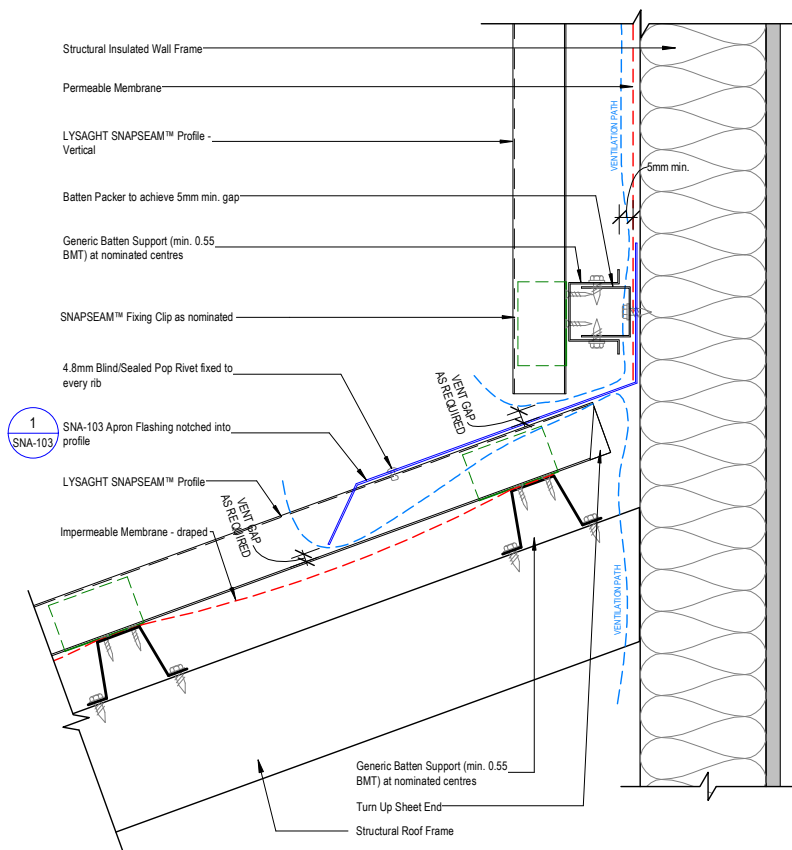 Structural Insulated Wall Frame
Permeable Membrane
LYSAGHT SNAPSEAM™ Profile -
Vertical
VENTILATION PATH
5mm min.
Batten Packer to achieve 5mm min. gap
Generic Batten Support (min. 0.55
BMT) at nominated centres
SNAPSEAM™ Fixing Clip as nominated
4.8mm Blind/Sealed Pop Rivet fixed to
every rib
VENT GAP
AS REQUIRED
1
SNA-103
SNA-103 Apron Flashing notched into
profile
LYSAGHT SNAPSEAM™ Profile
VENT GAP
AS REQUIRED
Impermeable Membrane - draped
VENTILATION PATH
Generic Batten Support (min. 0.55
BMT) at nominated centres
Turn Up Sheet End
Structural Roof Frame